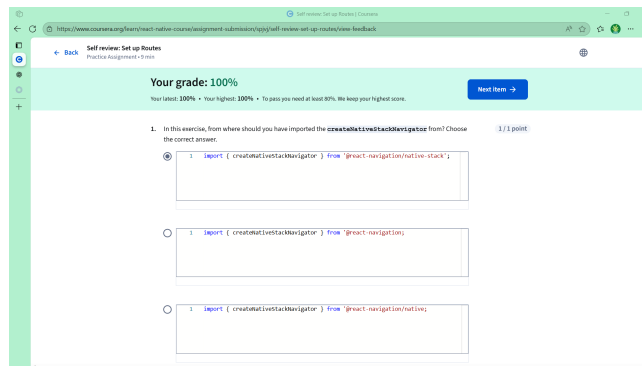 Self review: Set up Routes | Coursera
https://www.coursera.org/learn/react-native-course/assignment-submission/spjvj/self-review-set-up-routes/view-feedback
Back
Self review: Set up Routes
Practice Assignment • 9 min
Your grade: 100%
Your latest: 100% • Your highest: 100% • To pass you need at least 80%. We keep your highest score.
Next item →
1. In this exercise, from where should you have imported the createNativeStackNavigator from? Choose
the correct answer.
1 / 1 point
1 import { createNativeStackNavigator } from '@react-navigation/native-stack';
1 import { createNativeStackNavigator } from '@react-navigation;
1 import { createNativeStackNavigator } from '@react-navigation/native;